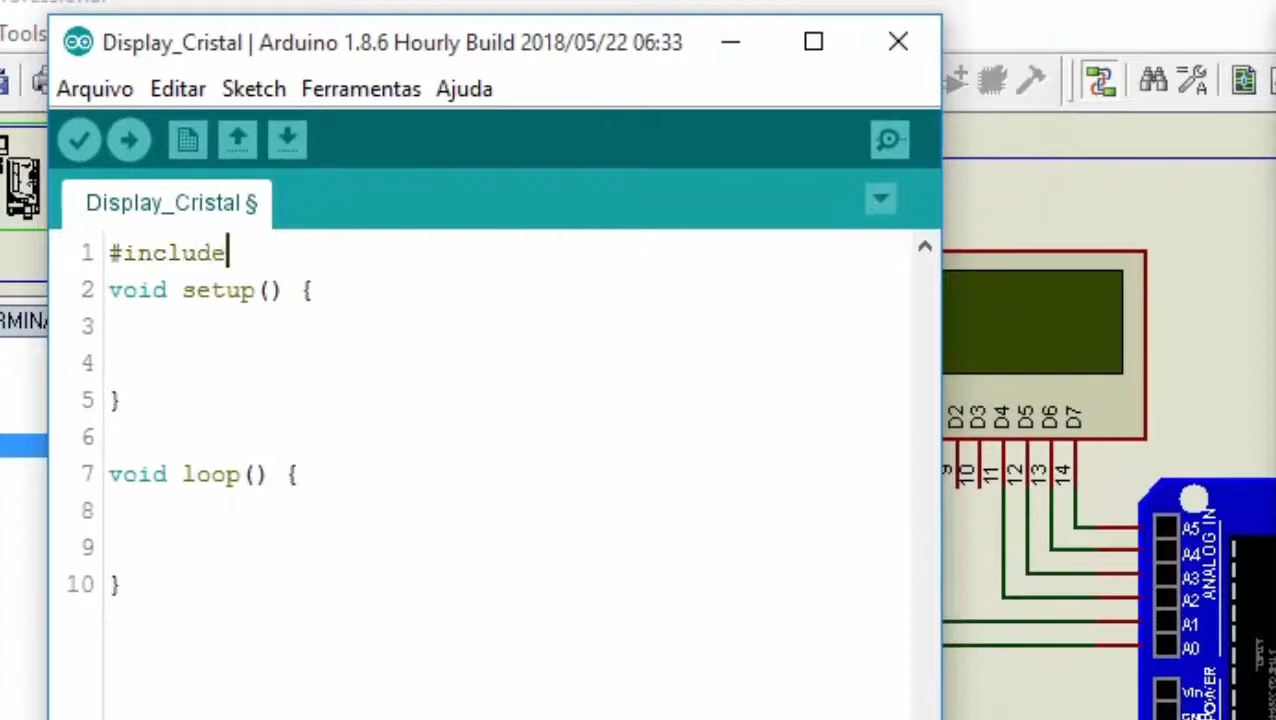 Tools
Display_Cristal | Arduino 1.8.6 Hourly Build 2018/05/22 06:33
Arquivo Editar Sketch Ferramentas Ajuda
Display_Cristal §
1 #include
2 void setup() {
3
4
5 }
6
7 void loop() {
8
9
10 }
RMINA
D2 D3 D4 D5 D6 D7
9 10 11 12 13 14
A5
A4
A3
A2
A1
A0
ANALOG IN
Vin